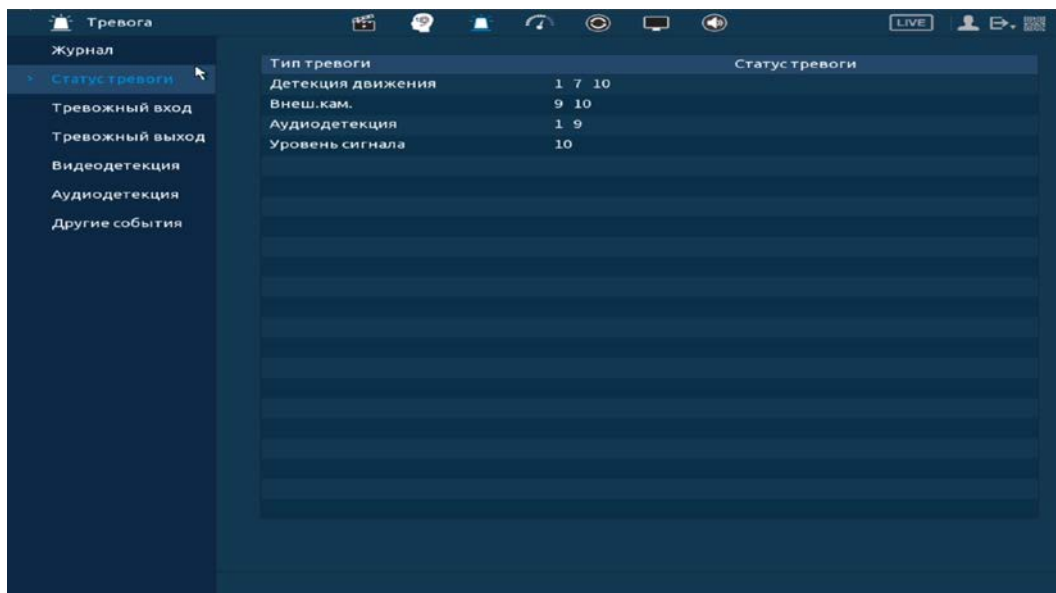 Тревога
LIVE
Журнал
Статус тревоги
Тревожный вход
Тревожный выход
Видеодетекция
Аудиодетекция
Другие события
Тип тревоги Статус тревоги
Детекция движения 1 7 10
Внеш.кам. 9 10
Аудиодетекция 1 9
Уровень сигнала 10